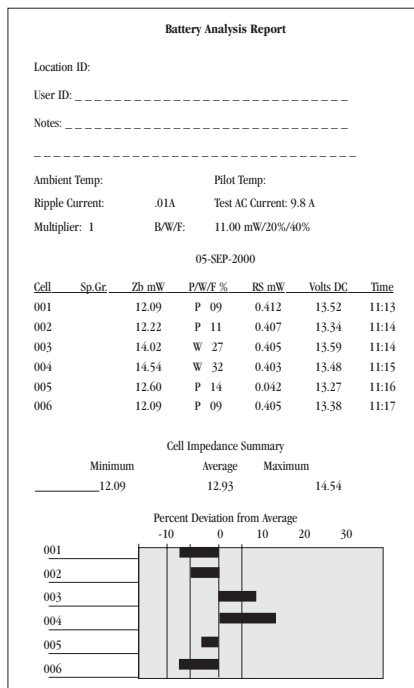 Battery Analysis Report
Location ID:
User ID: _ _ _ _ _ _ _ _ _ _ _ _ _ _ _ _ _ _ _ _ _ _ _ _ _ _ _ _
Notes: _ _ _ _ _ _ _ _ _ _ _ _ _ _ _ _ _ _ _ _ _ _ _ _ _ _ _ _ _
_ _ _ _ _ _ _ _ _ _ _ _ _ _ _ _ _ _ _ _ _ _ _ _ _ _ _ _ _ _ _ _ _
Ambient Temp: Pilot Temp:
Ripple Current: .01A Test AC Current: 9.8 A
Multiplier: 1 B/W/F: 11.00 mW/20%/40%
05-SEP-2000
Cell Sp.Gr. Zb mW P/W/F % RS mW Volts DC Time
001 12.09 P 09 0.412 13.52 11:13
002 12.22 P 11 0.407 13.34 11:14
003 14.02 W 27 0.405 13.59 11:14
004 14.54 W 32 0.403 13.48 11:15
005 12.60 P 14 0.042 13.27 11:16
006 12.09 P 09 0.405 13.38 11:17
Cell Impedance Summary
Minimum Average Maximum
12.09 12.93 14.54
Percent Deviation from Average
-10 0 10 20 30
001
002
003
004
005
006